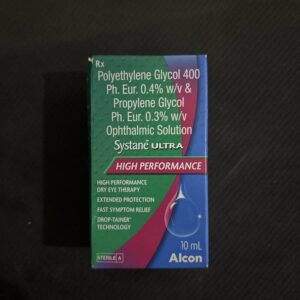 Rx
Polyethylene Glycol 400
Ph. Eur. 0.4% w/v &
Propylene Glycol
Ph. Eur. 0.3% w/v
Ophthalmic Solution
Systane ULTRA
HIGH PERFORMANCE
HIGH PERFORMANCE
DRY EYE THERAPY
EXTENDED PROTECTION
FAST SYMPTOM RELIEF
DROP-TAINER™
TECHNOLOGY
10 mL
STERILE A
Alcon